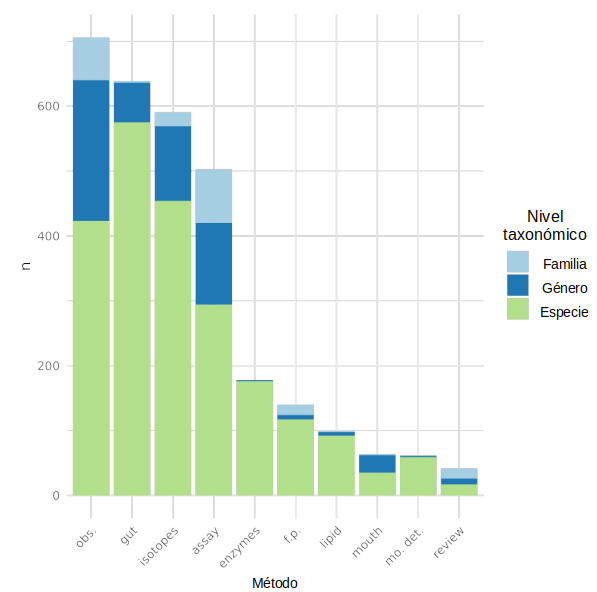 600
400
200
0
n
obs.
gut
isotopes
assay
enzymes
f.p.
lipid
mouth
mo. det.
review
Método
Nivel
taxonómico
Familia
Género
Especie